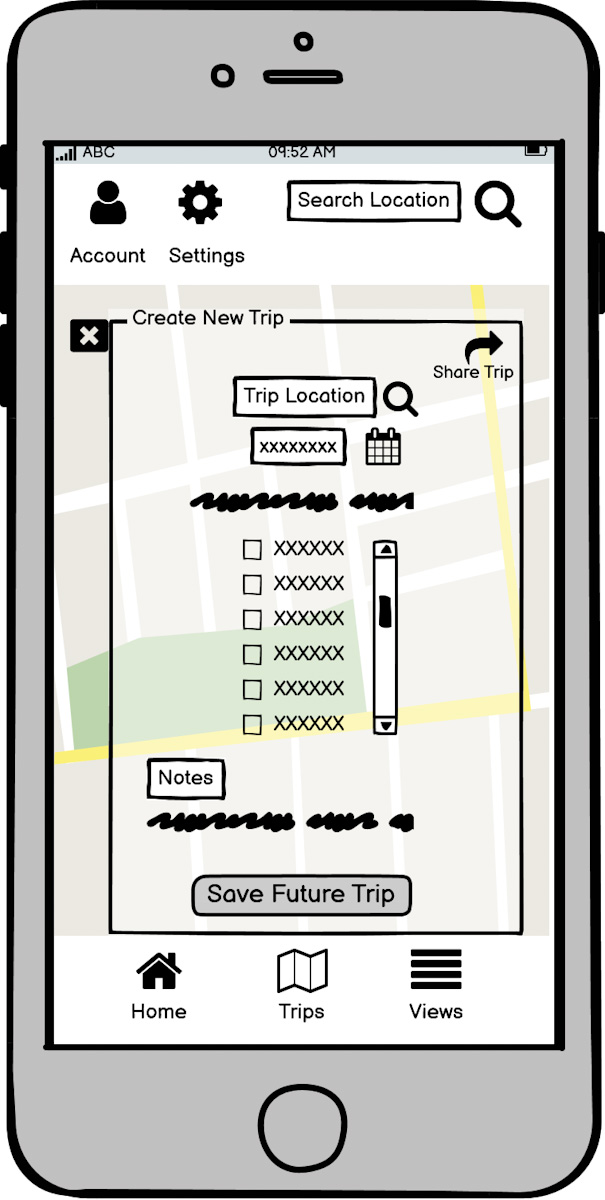 ABC 09:52 AM
Search Location
Account Settings
Create New Trip
Share Trip
Trip Location
xxxxxxxx
XXXXXX
XXXXXX
XXXXXX
XXXXXX
XXXXXX
XXXXXX
Notes
Save Future Trip
Home Trips Views